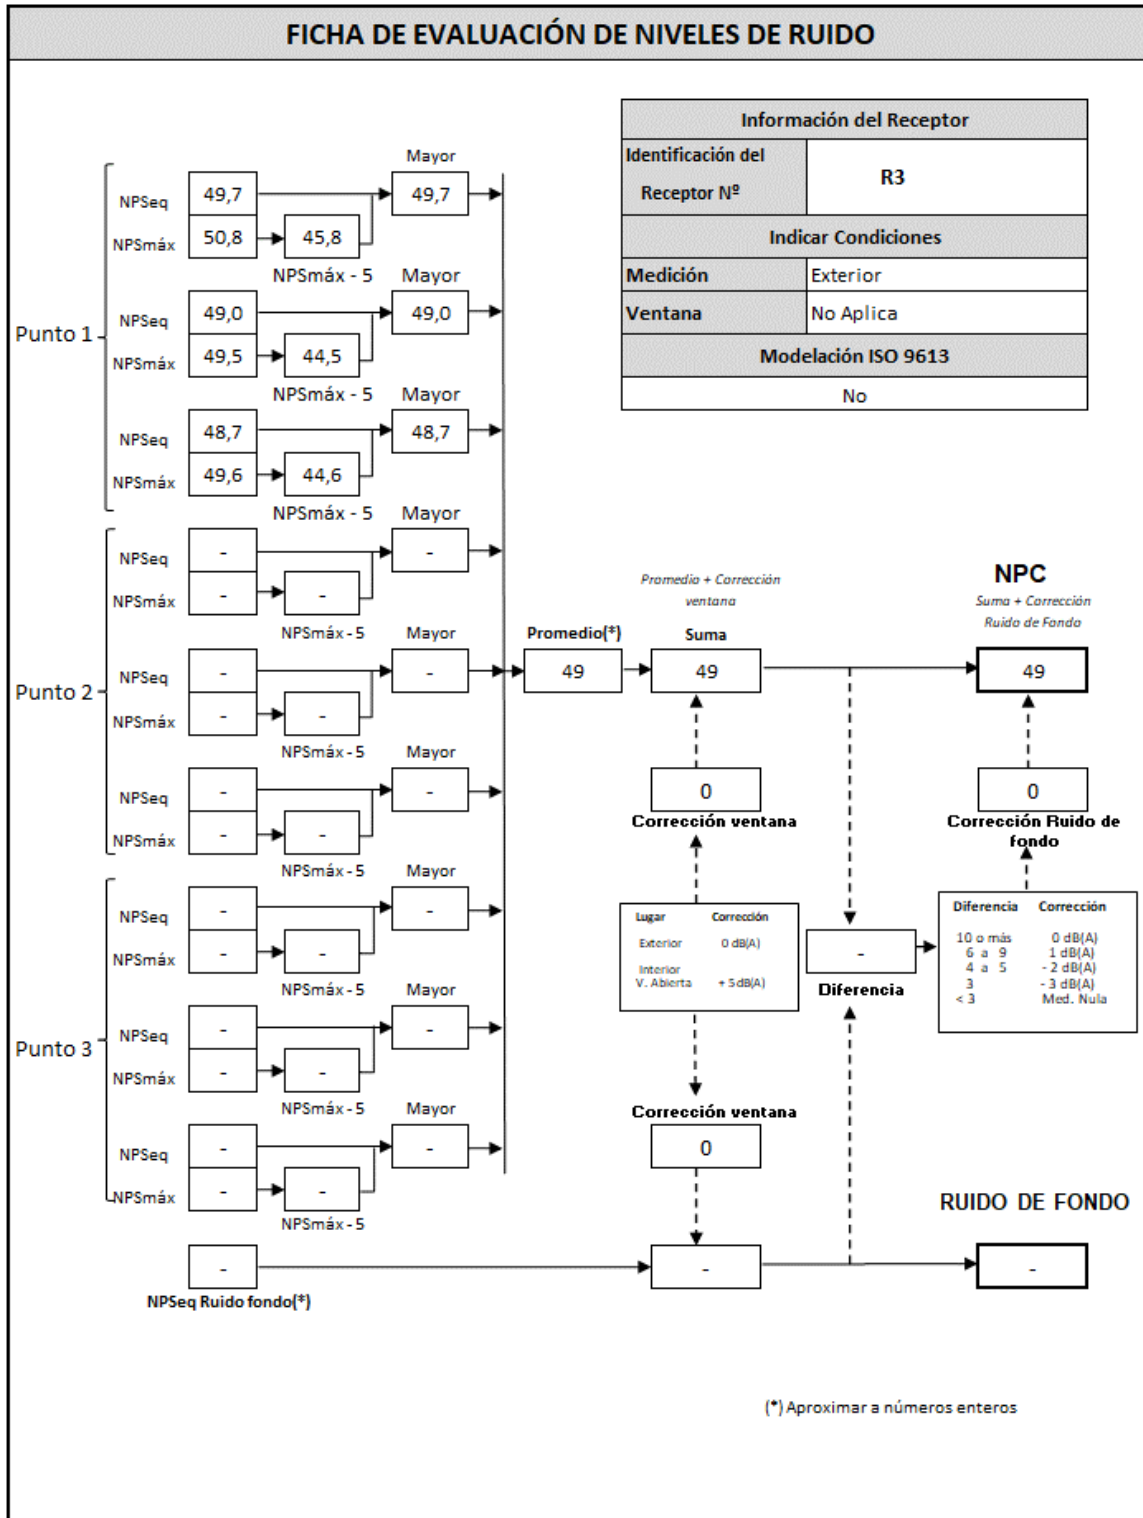 FICHA DE EVALUACIÓN DE NIVELES DE RUIDO
Información del Receptor
Identificación del Receptor Nº
R3
Indicar Condiciones
Medición
Exterior
Ventana
No Aplica
Modelación ISO 9613
No
Punto 1
Mayor
NPSeq
49,7
49,7
NPSmáx
50,8
45,8
NPSmáx - 5
Mayor
NPSeq
49,0
49,0
NPSmáx
49,5
44,5
NPSmáx - 5
Mayor
NPSeq
48,7
48,7
NPSmáx
49,6
44,6
NPSmáx - 5
Punto 2
Mayor
NPSeq
-
-
NPSmáx
-
-
NPSmáx - 5
Mayor
NPSeq
-
-
NPSmáx
-
-
NPSmáx - 5
Mayor
NPSeq
-
-
NPSmáx
-
-
NPSmáx - 5
Punto 3
Mayor
NPSeq
-
-
NPSmáx
-
-
NPSmáx - 5
Mayor
NPSeq
-
-
NPSmáx
-
-
NPSmáx - 5
Mayor
NPSeq
-
-
NPSmáx
-
-
NPSmáx - 5
-
NPSeq Ruido fondo(*)
Promedio(*)
49
Promedio + Corrección
ventana
Suma
49
0
Corrección ventana
Lugar Corrección
Exterior 0 dB(A)
Interior
V. Abierta + 5 dB(A)
Corrección ventana
0
-
-
Diferencia
NPC
Suma + Corrección
Ruido de Fondo
49
0
Corrección Ruido de
fondo
Diferencia Corrección
10 o más 0 dB(A)
6 a 9 1 dB(A)
4 a 5 - 2 dB(A)
3 - 3 dB(A)
< 3 Med. Nula
RUIDO DE FONDO
-
(*) Aproximar a números enteros